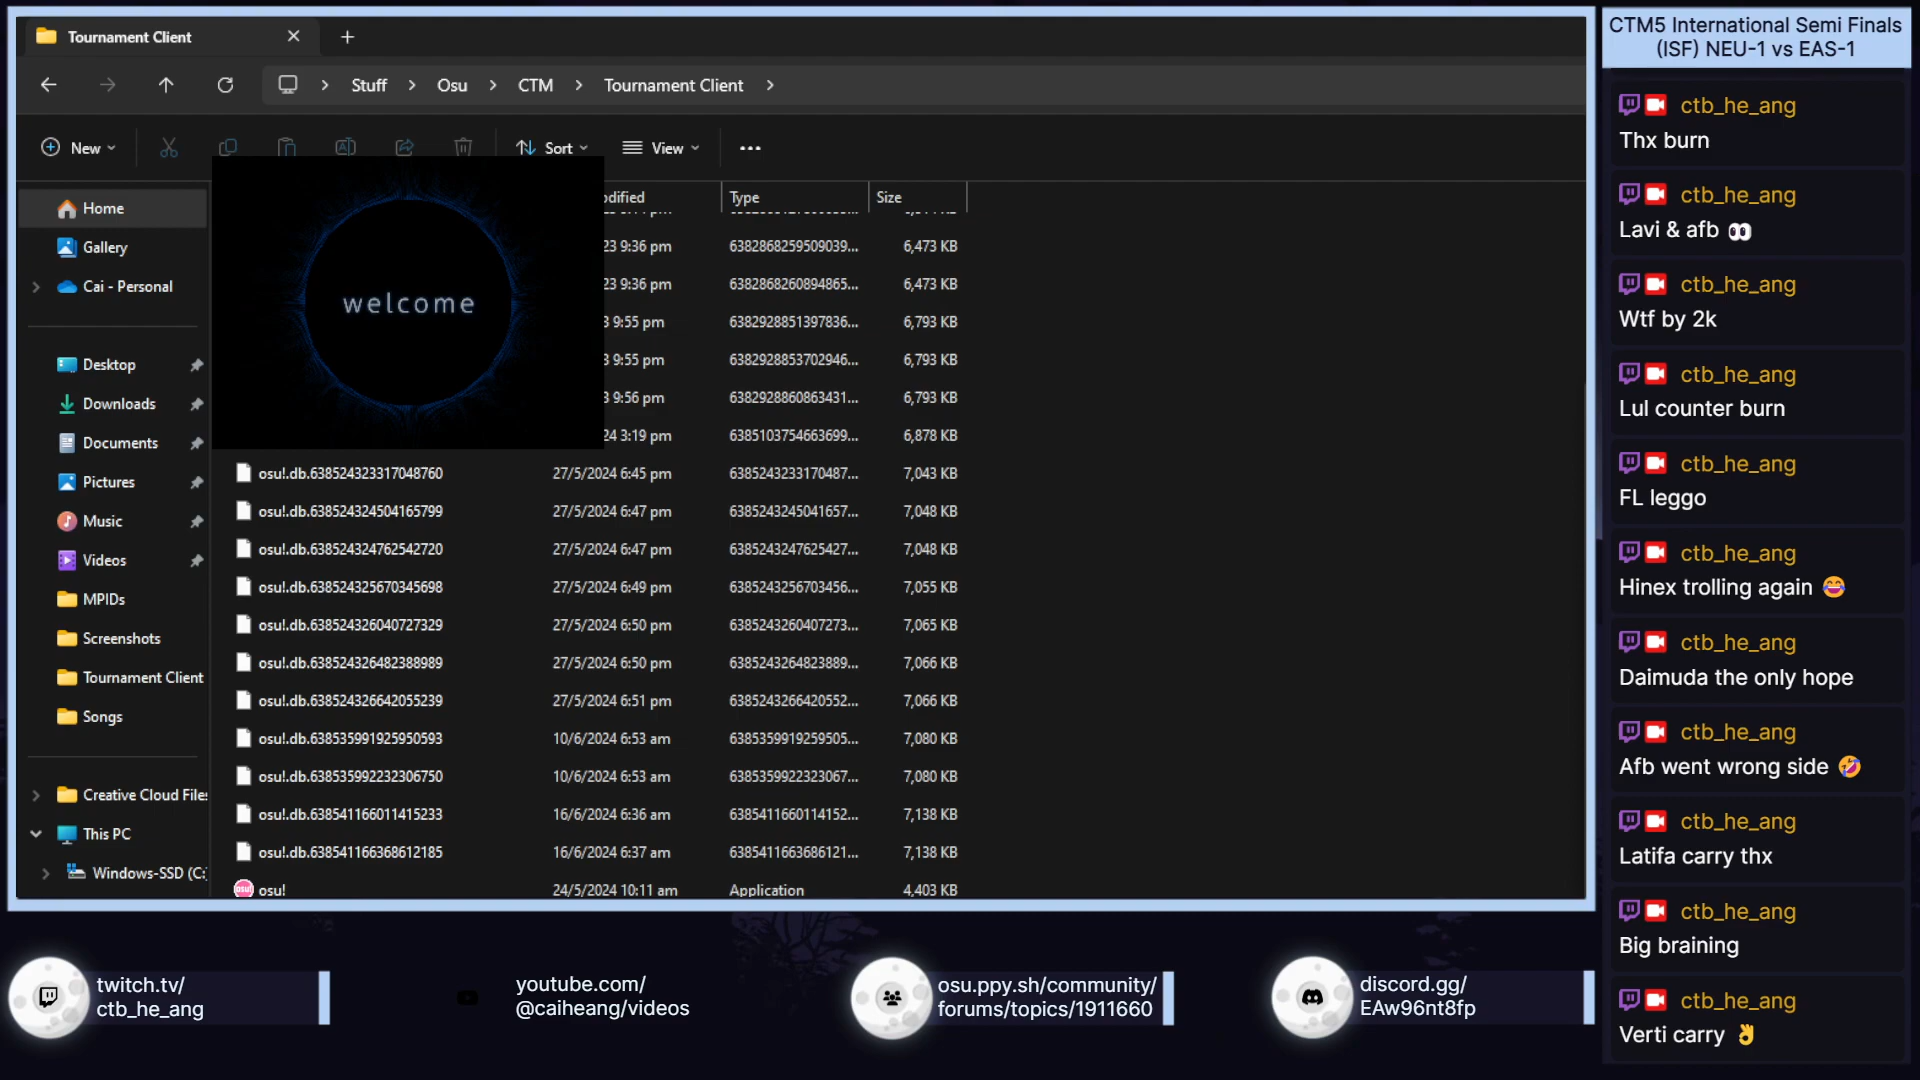 Tournament Client
Stuff
Osu
CTM
Tournament Client
New
Sort
View
Home
Gallery
Cai - Personal
Desktop
Downloads
Documents
Pictures
Music
Videos
MPIDs
Screenshots
Tournament Client
Songs
Creative Cloud Files
This PC
Windows-SSD (C:
welcome
odified Type Size
23 9:36 pm 6382868259509039... 6,473 KB
23 9:36 pm 6382868260894865... 6,473 KB
3 9:55 pm 6382928851397836... 6,793 KB
3 9:55 pm 6382928853702946... 6,793 KB
3 9:56 pm 6382928860863431... 6,793 KB
24 3:19 pm 6385103754663699... 6,878 KB
osu!.db.638524323317048760 27/5/2024 6:45 pm 6385243233170487... 7,043 KB
osu!.db.638524324504165799 27/5/2024 6:47 pm 6385243245041657... 7,048 KB
osu!.db.638524324762542720 27/5/2024 6:47 pm 6385243247625427... 7,048 KB
osu!.db.638524325670345698 27/5/2024 6:49 pm 6385243256703456... 7,055 KB
osu!.db.638524326040727329 27/5/2024 6:50 pm 6385243260407273... 7,065 KB
osu!.db.638524326482388989 27/5/2024 6:50 pm 6385243264823889... 7,066 KB
osu!.db.638524326642055239 27/5/2024 6:51 pm 6385243266420552... 7,066 KB
osu!.db.638535991925950593 10/6/2024 6:53 am 6385359919259505... 7,080 KB
osu!.db.638535992232306750 10/6/2024 6:53 am 6385359922323067... 7,080 KB
osu!.db.638541166011415233 16/6/2024 6:36 am 6385411660114152... 7,138 KB
osu!.db.638541166368612185 16/6/2024 6:37 am 6385411663686121... 7,138 KB
osu! 24/5/2024 10:11 am Application 4,403 KB
CTM5 International Semi Finals
(ISF) NEU-1 vs EAS-1
ctb_he_ang
Thx burn
ctb_he_ang
Lavi & afb 👀
ctb_he_ang
Wtf by 2k
ctb_he_ang
Lul counter burn
ctb_he_ang
FL leggo
ctb_he_ang
Hinex trolling again 😂
ctb_he_ang
Daimuda the only hope
ctb_he_ang
Afb went wrong side 🤣
ctb_he_ang
Latifa carry thx
ctb_he_ang
Big braining
ctb_he_ang
Verti carry 👌
twitch.tv/
ctb_he_ang
youtube.com/
@caiheang/videos
osu.ppy.sh/community/
forums/topics/1911660
discord.gg/
EAw96nt8fp